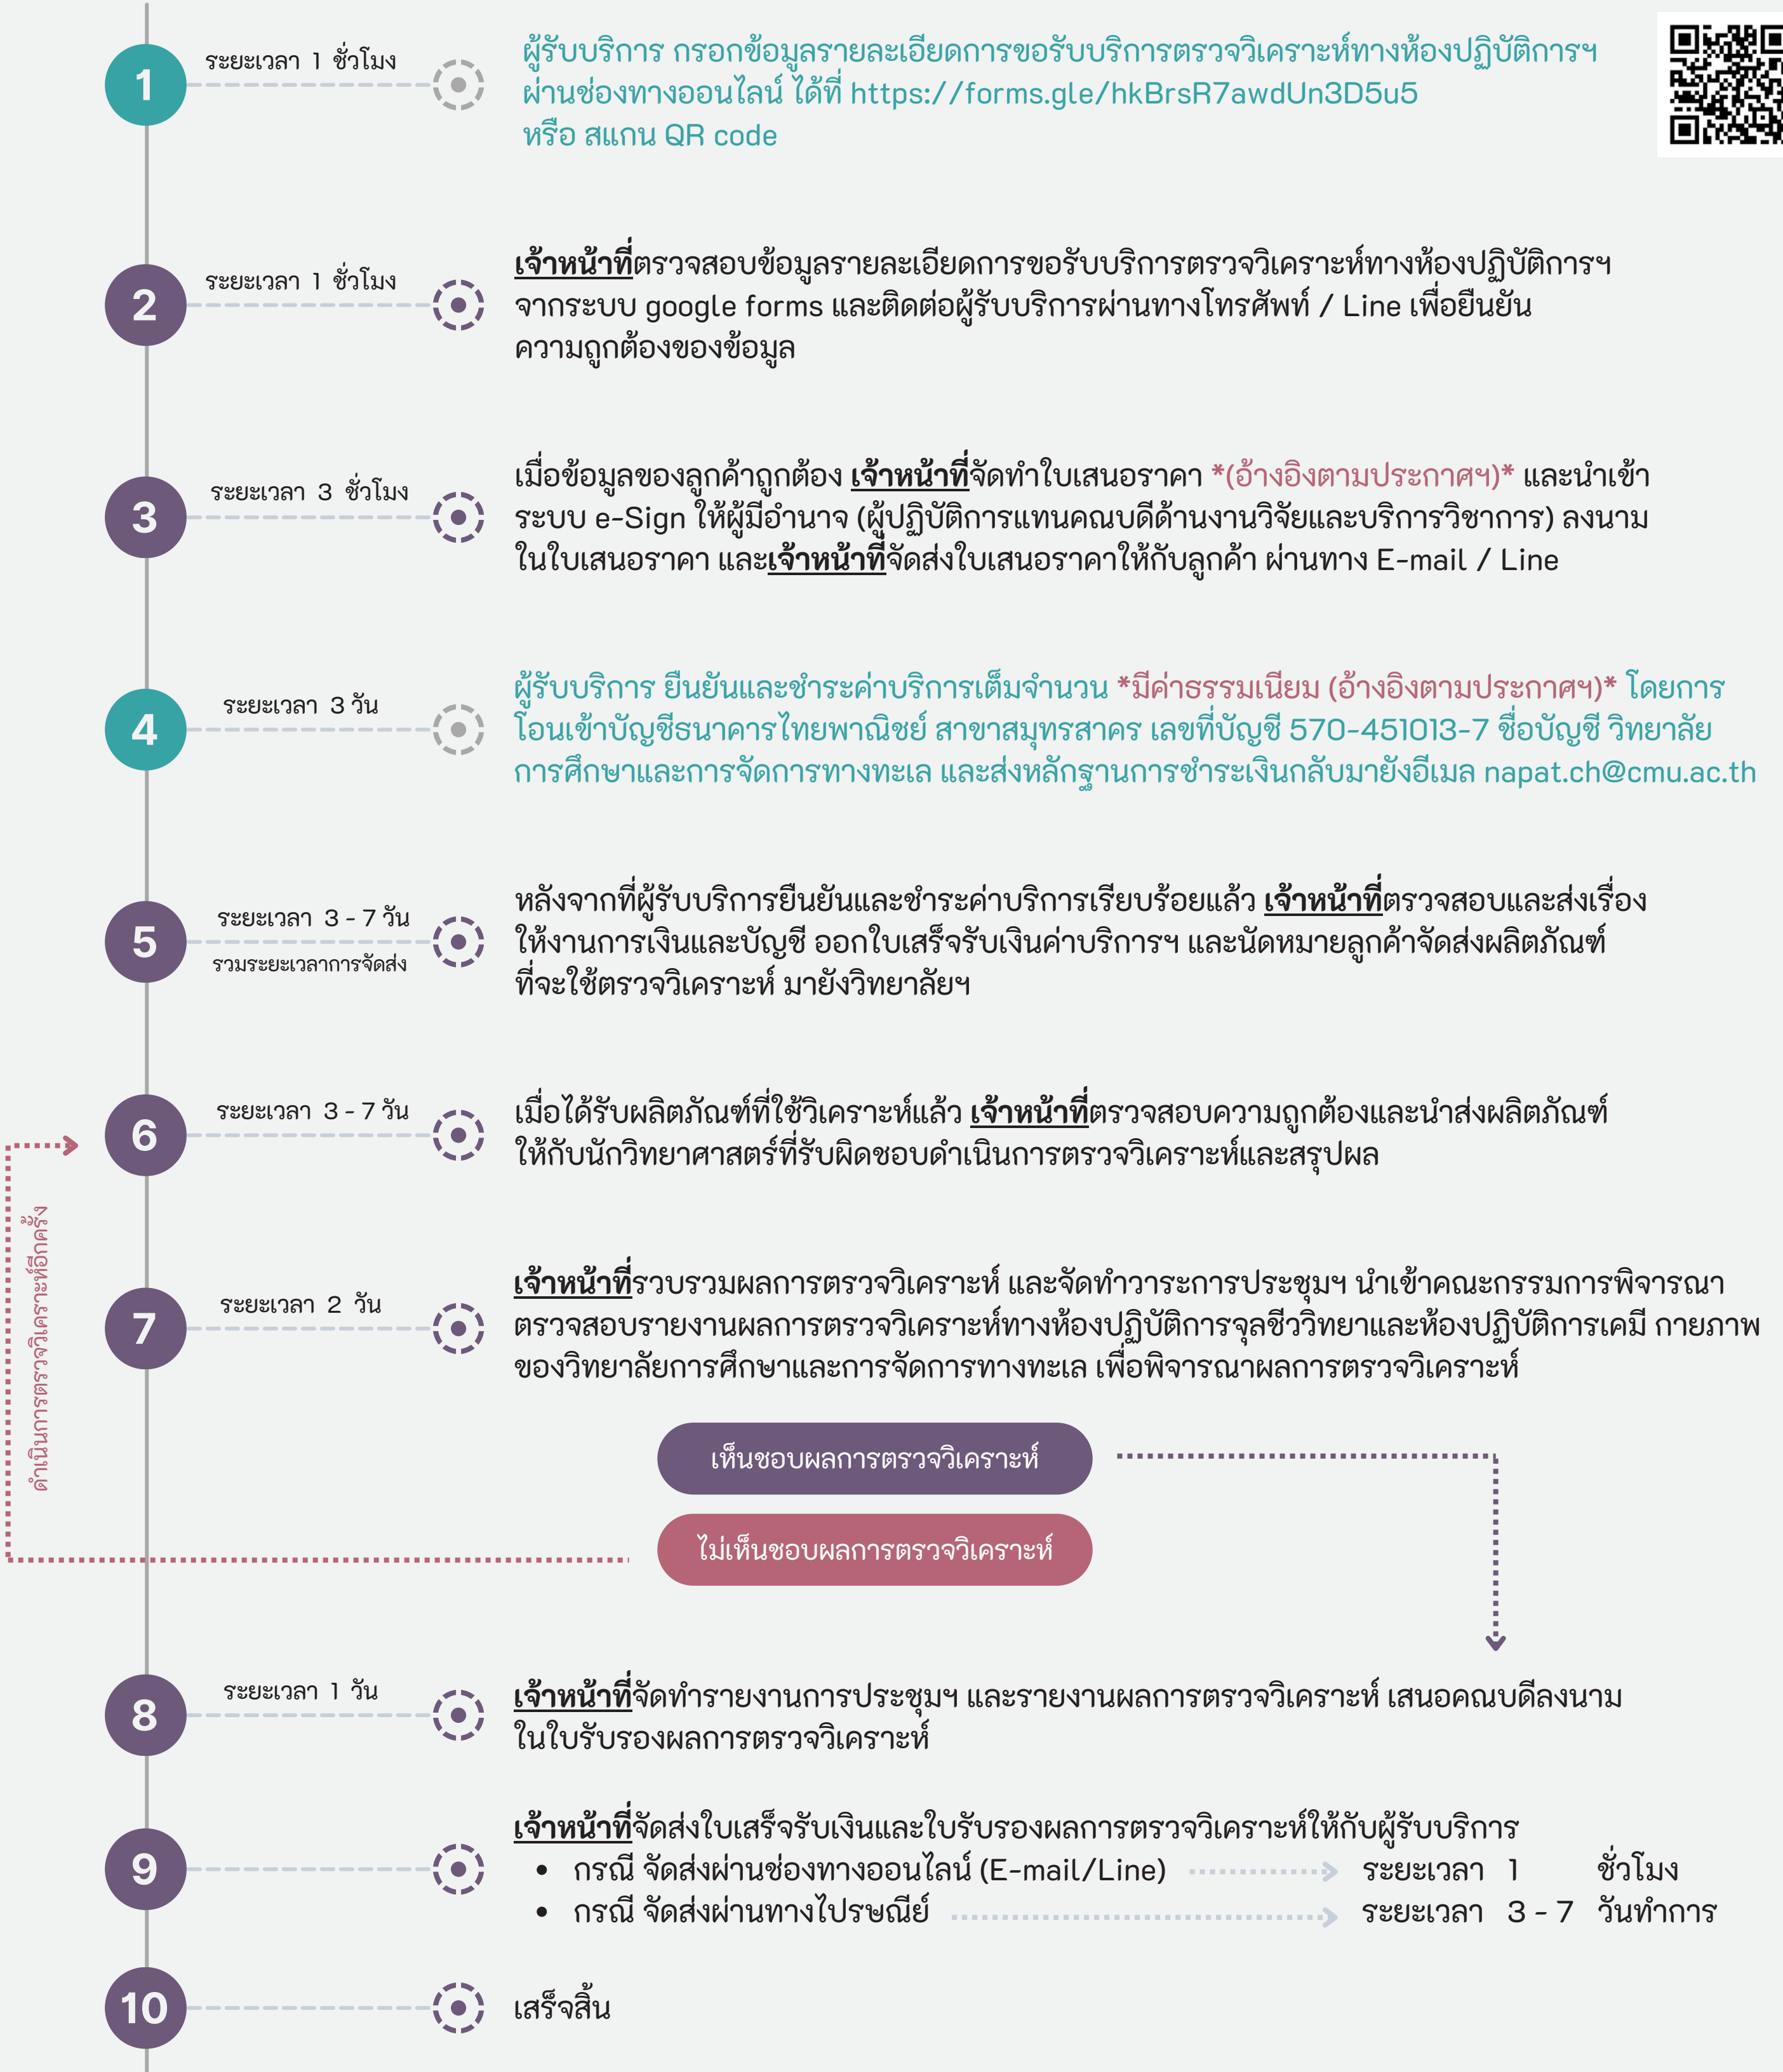 1
ระยะเวลา 1 ชั่วโมง
ผู้รับบริการ กรอกข้อมูลรายละเอียดการขอรับบริการตรวจวิเคราะห์ทางห้องปฏิบัติการฯ
ผ่านช่องทางออนไลน์ ได้ที่ https://forms.gle/hkBrsR7awdUn3D5u5
หรือ สแกน QR code
2
ระยะเวลา 1 ชั่วโมง
เจ้าหน้าที่ตรวจสอบข้อมูลรายละเอียดการขอรับบริการตรวจวิเคราะห์ทางห้องปฏิบัติการฯ
จากระบบ google forms และติดต่อผู้รับบริการผ่านทางโทรศัพท์ / Line เพื่อยืนยัน
ความถูกต้องของข้อมูล
3
ระยะเวลา 3 ชั่วโมง
เมื่อข้อมูลของลูกค้าถูกต้อง เจ้าหน้าที่จัดทำใบเสนอราคา *(อ้างอิงตามประกาศฯ)* และนำเข้า
ระบบ e-Sign ให้ผู้มีอำนาจ (ผู้ปฏิบัติการแทนคณบดีด้านงานวิจัยและบริการวิชาการ) ลงนาม
ในใบเสนอราคา และเจ้าหน้าที่จัดส่งใบเสนอราคาให้กับลูกค้า ผ่านทาง E-mail / Line
4
ระยะเวลา 3 วัน
ผู้รับบริการ ยืนยันและชำระค่าบริการเต็มจำนวน *มีค่าธรรมเนียม (อ้างอิงตามประกาศฯ)* โดยการ
โอนเข้าบัญชีธนาคารไทยพาณิชย์ สาขาสมุทรสาคร เลขที่บัญชี 570-451013-7 ชื่อบัญชี วิทยาลัย
การศึกษาและการจัดการทางทะเล และส่งหลักฐานการชำระเงินกลับมายังอีเมล napat.ch@cmu.ac.th
5
ระยะเวลา 3 - 7 วัน
รวมระยะเวลาการจัดส่ง
หลังจากที่ผู้รับบริการยืนยันและชำระค่าบริการเรียบร้อยแล้ว เจ้าหน้าที่ตรวจสอบและส่งเรื่อง
ให้งานการเงินและบัญชี ออกใบเสร็จรับเงินค่าบริการฯ และนัดหมายลูกค้าจัดส่งผลิตภัณฑ์
ที่จะใช้ตรวจวิเคราะห์ มายังวิทยาลัยฯ
6
ระยะเวลา 3 - 7 วัน
เมื่อได้รับผลิตภัณฑ์ที่ใช้วิเคราะห์แล้ว เจ้าหน้าที่ตรวจสอบความถูกต้องและนำส่งผลิตภัณฑ์
ให้กับนักวิทยาศาสตร์ที่รับผิดชอบดำเนินการตรวจวิเคราะห์และสรุปผล
ดำเนินการตรวจวิเคราะห์อีกครั้ง
7
ระยะเวลา 2 วัน
เจ้าหน้าที่รวบรวมผลการตรวจวิเคราะห์ และจัดทำวาระการประชุมฯ นำเข้าคณะกรรมการพิจารณา
ตรวจสอบรายงานผลการตรวจวิเคราะห์ทางห้องปฏิบัติการจุลชีววิทยาและห้องปฏิบัติการเคมี กายภาพ
ของวิทยาลัยการศึกษาและการจัดการทางทะเล เพื่อพิจารณาผลการตรวจวิเคราะห์
เห็นชอบผลการตรวจวิเคราะห์
ไม่เห็นชอบผลการตรวจวิเคราะห์
8
ระยะเวลา 1 วัน
เจ้าหน้าที่จัดทำรายงานการประชุมฯ และรายงานผลการตรวจวิเคราะห์ เสนอคณบดีลงนาม
ในใบรับรองผลการตรวจวิเคราะห์
9
เจ้าหน้าที่จัดส่งใบเสร็จรับเงินและใบรับรองผลการตรวจวิเคราะห์ให้กับผู้รับบริการ
• กรณี จัดส่งผ่านช่องทางออนไลน์ (E-mail/Line) ระยะเวลา 1 ชั่วโมง
• กรณี จัดส่งผ่านทางไปรษณีย์ ระยะเวลา 3 - 7 วันทำการ
10
เสร็จสิ้น